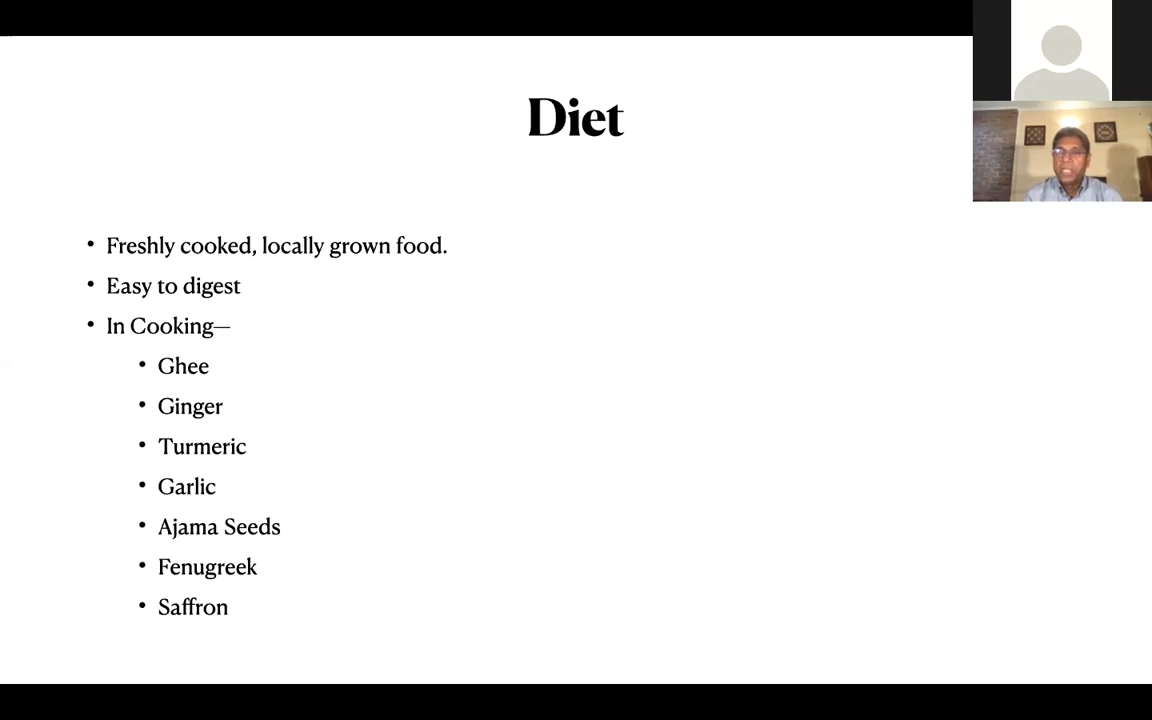 Diet
• Freshly cooked, locally grown food.
• Easy to digest
• In Cooking—
• Ghee
• Ginger
• Turmeric
• Garlic
• Ajama Seeds
• Fenugreek
• Saffron